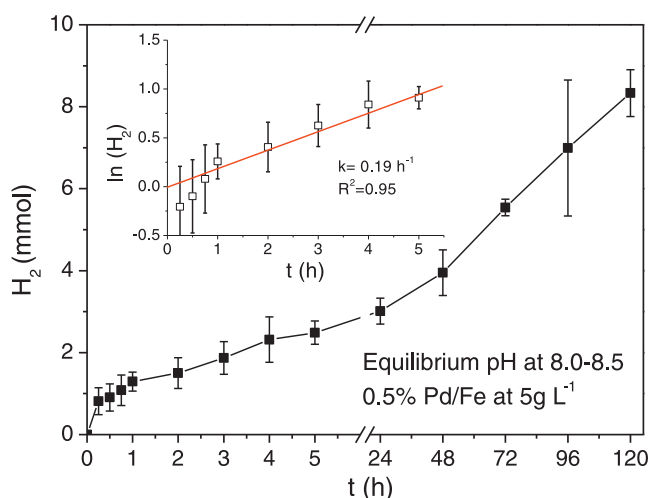 10
8
6
4
2
0
H₂ (mmol)
0 1 2 3 4 5 24 48 72 96 120
t (h)
Equilibrium pH at 8.0-8.5
0.5% Pd/Fe at 5g L⁻¹
1.5
1.0
0.5
0.0
-0.5
ln (H₂)
0 1 2 3 4 5
t (h)
k= 0.19 h⁻¹
R²=0.95